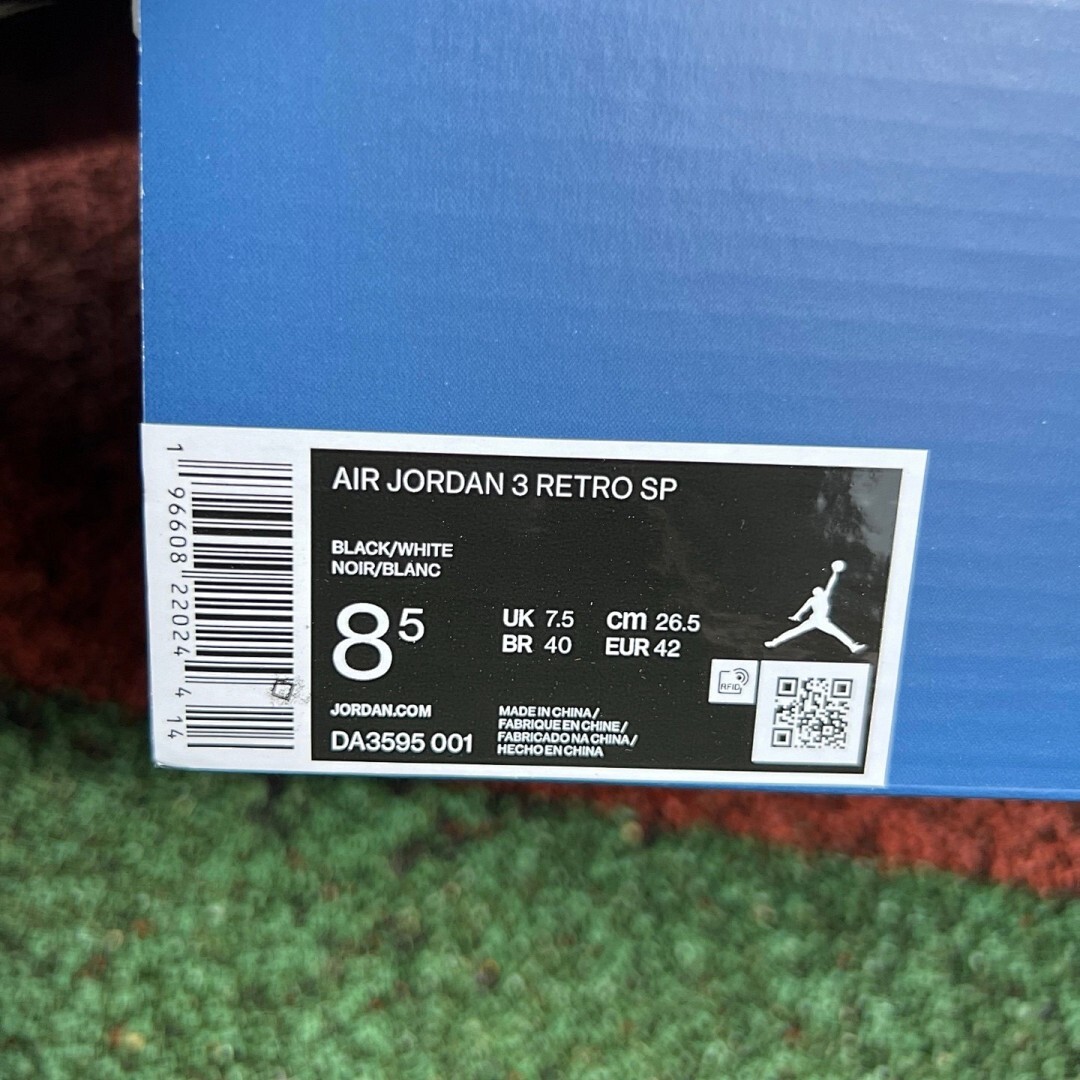 AIR JORDAN 3 RETRO SP
BLACK/WHITE
NOIR/BLANC
8 5
UK 7.5 cm 26.5
BR 40 EUR 42
JORDAN.COM
DA3595 001
MADE IN CHINA/
FABRIQUE EN CHINE/
FABRICADO NA CHINA/
HECHO EN CHINA
RFID
1 96608 22024 4 14